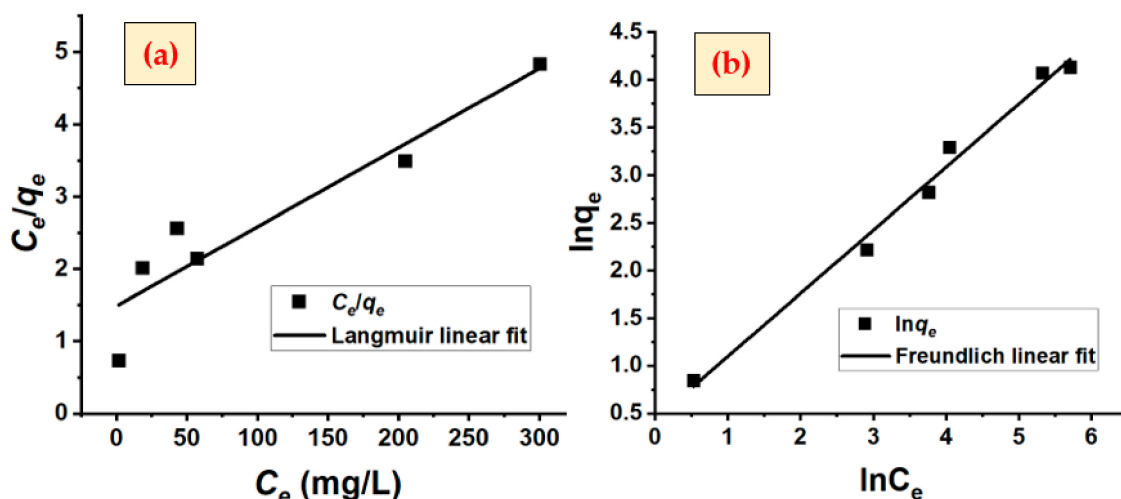 (a)
5
4
3
2
1
0
C_e/q_e
C_e/q_e
Langmuir linear fit
0 50 100 150 200 250 300
C_e (mg/L)
(b)
4.5
4.0
3.5
3.0
2.5
2.0
1.5
1.0
0.5
lnq_e
lnq_e
Freundlich linear fit
0 1 2 3 4 5 6
lnC_e